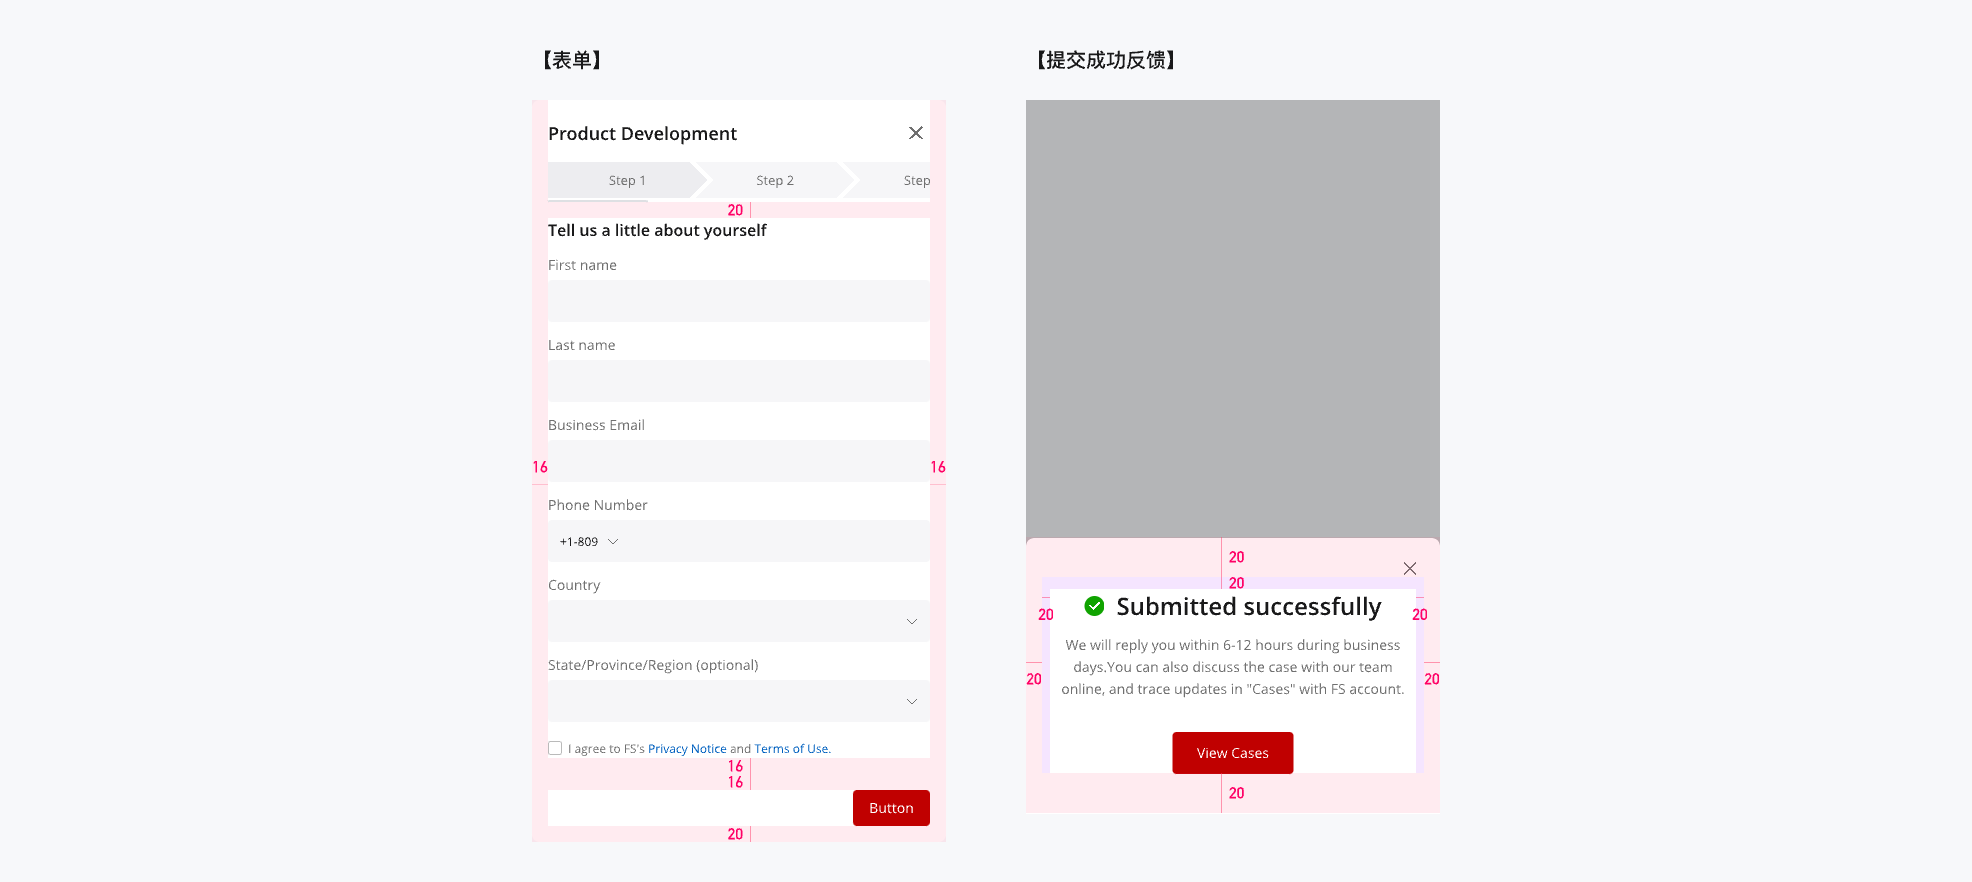 【表单】
Product Development
Step 1
Step 2
Step
20
Tell us a little about yourself
First name
Last name
Business Email
16
16
Phone Number
+1-809
Country
State/Province/Region (optional)
I agree to FS's Privacy Notice and Terms of Use.
16
16
Button
20
【提交成功反馈】
20
20
20
20
Submitted successfully
We will reply you within 6-12 hours during business
days.You can also discuss the case with our team
online, and trace updates in "Cases" with FS account.
20
20
View Cases
20